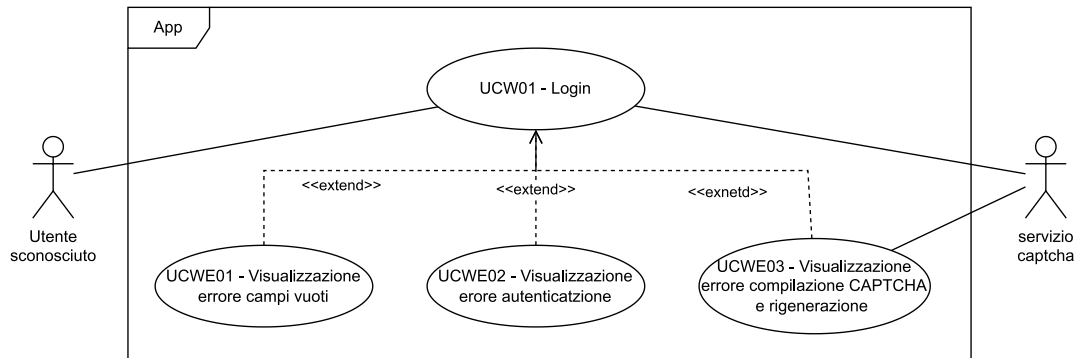 App
UCW01 - Login
<<extend>>
<<extend>>
<<exnetd>>
Utente
sconosciuto
servizio
captcha
UCWE01 - Visualizzazione
errore campi vuoti
UCWE02 - Visualizzazione
erore autenticatzione
UCWE03 - Visualizzazione
errore compilazione CAPTCHA
e rigenerazione